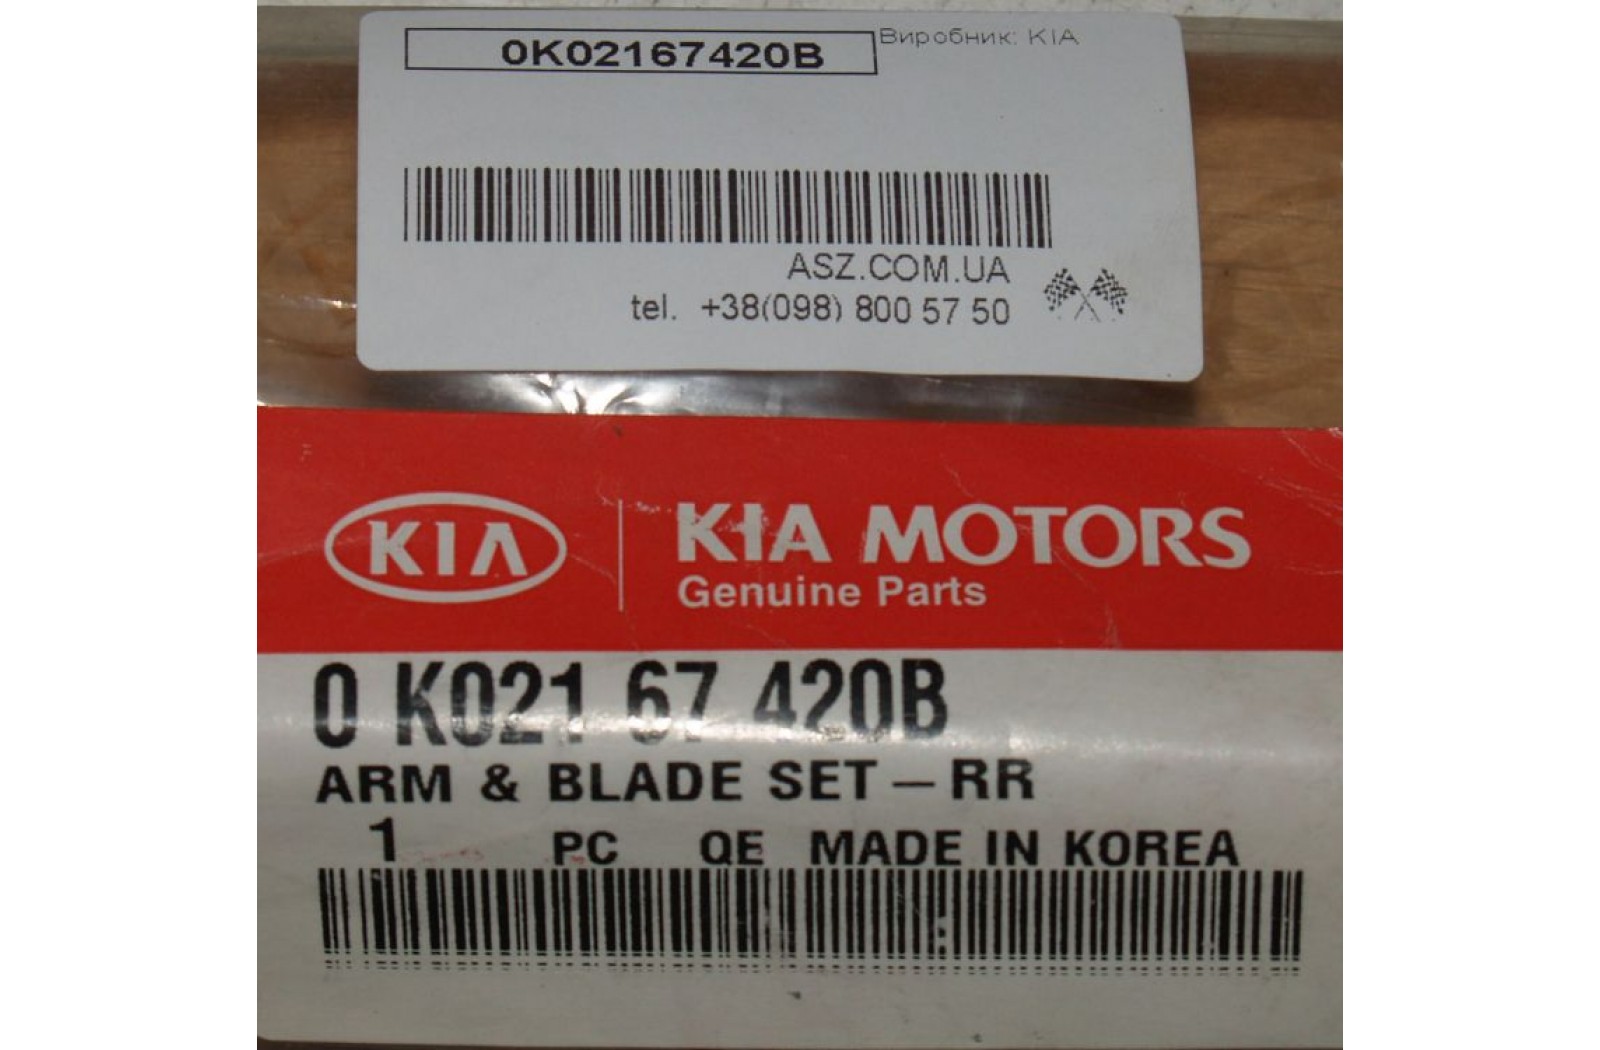 0K02167420B
Виробник: KIA
ASZ.COM.UA
tel. +38(098) 800 57 50
KIA
KIA MOTORS
Genuine Parts
0 K021 67 420B
ARM & BLADE SET – RR
1 PC QE MADE IN KOREA